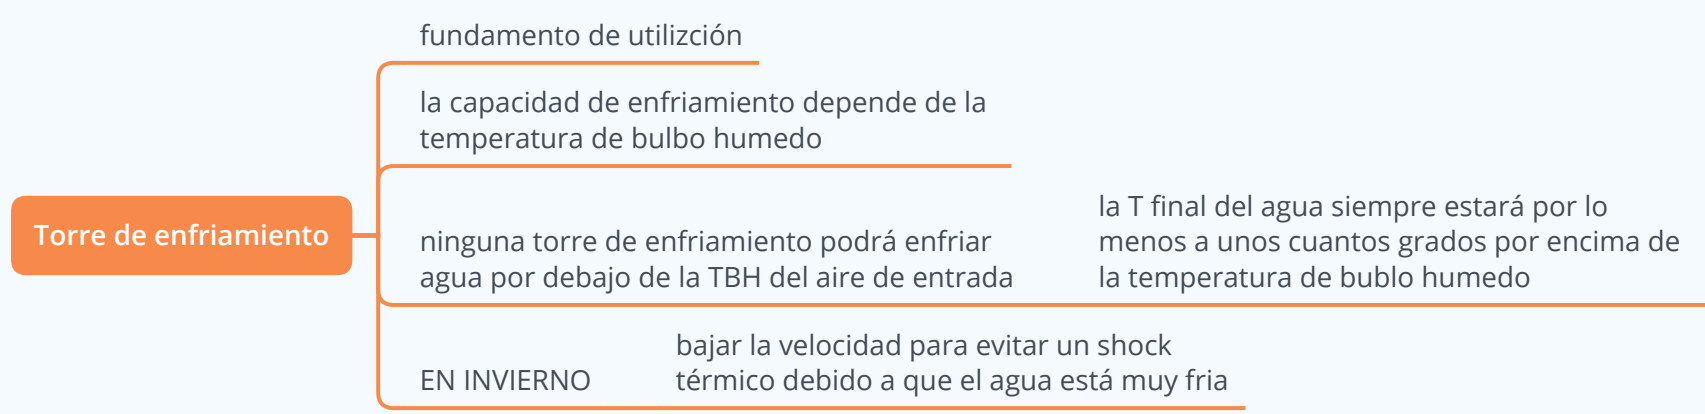 Torre de enfriamiento
fundamento de utilizción
la capacidad de enfriamiento depende de la
temperatura de bulbo humedo
ninguna torre de enfriamiento podrá enfriar
agua por debajo de la TBH del aire de entrada
la T final del agua siempre estará por lo
menos a unos cuantos grados por encima de
la temperatura de bublo humedo
EN INVIERNO
bajar la velocidad para evitar un shock
térmico debido a que el agua está muy fria